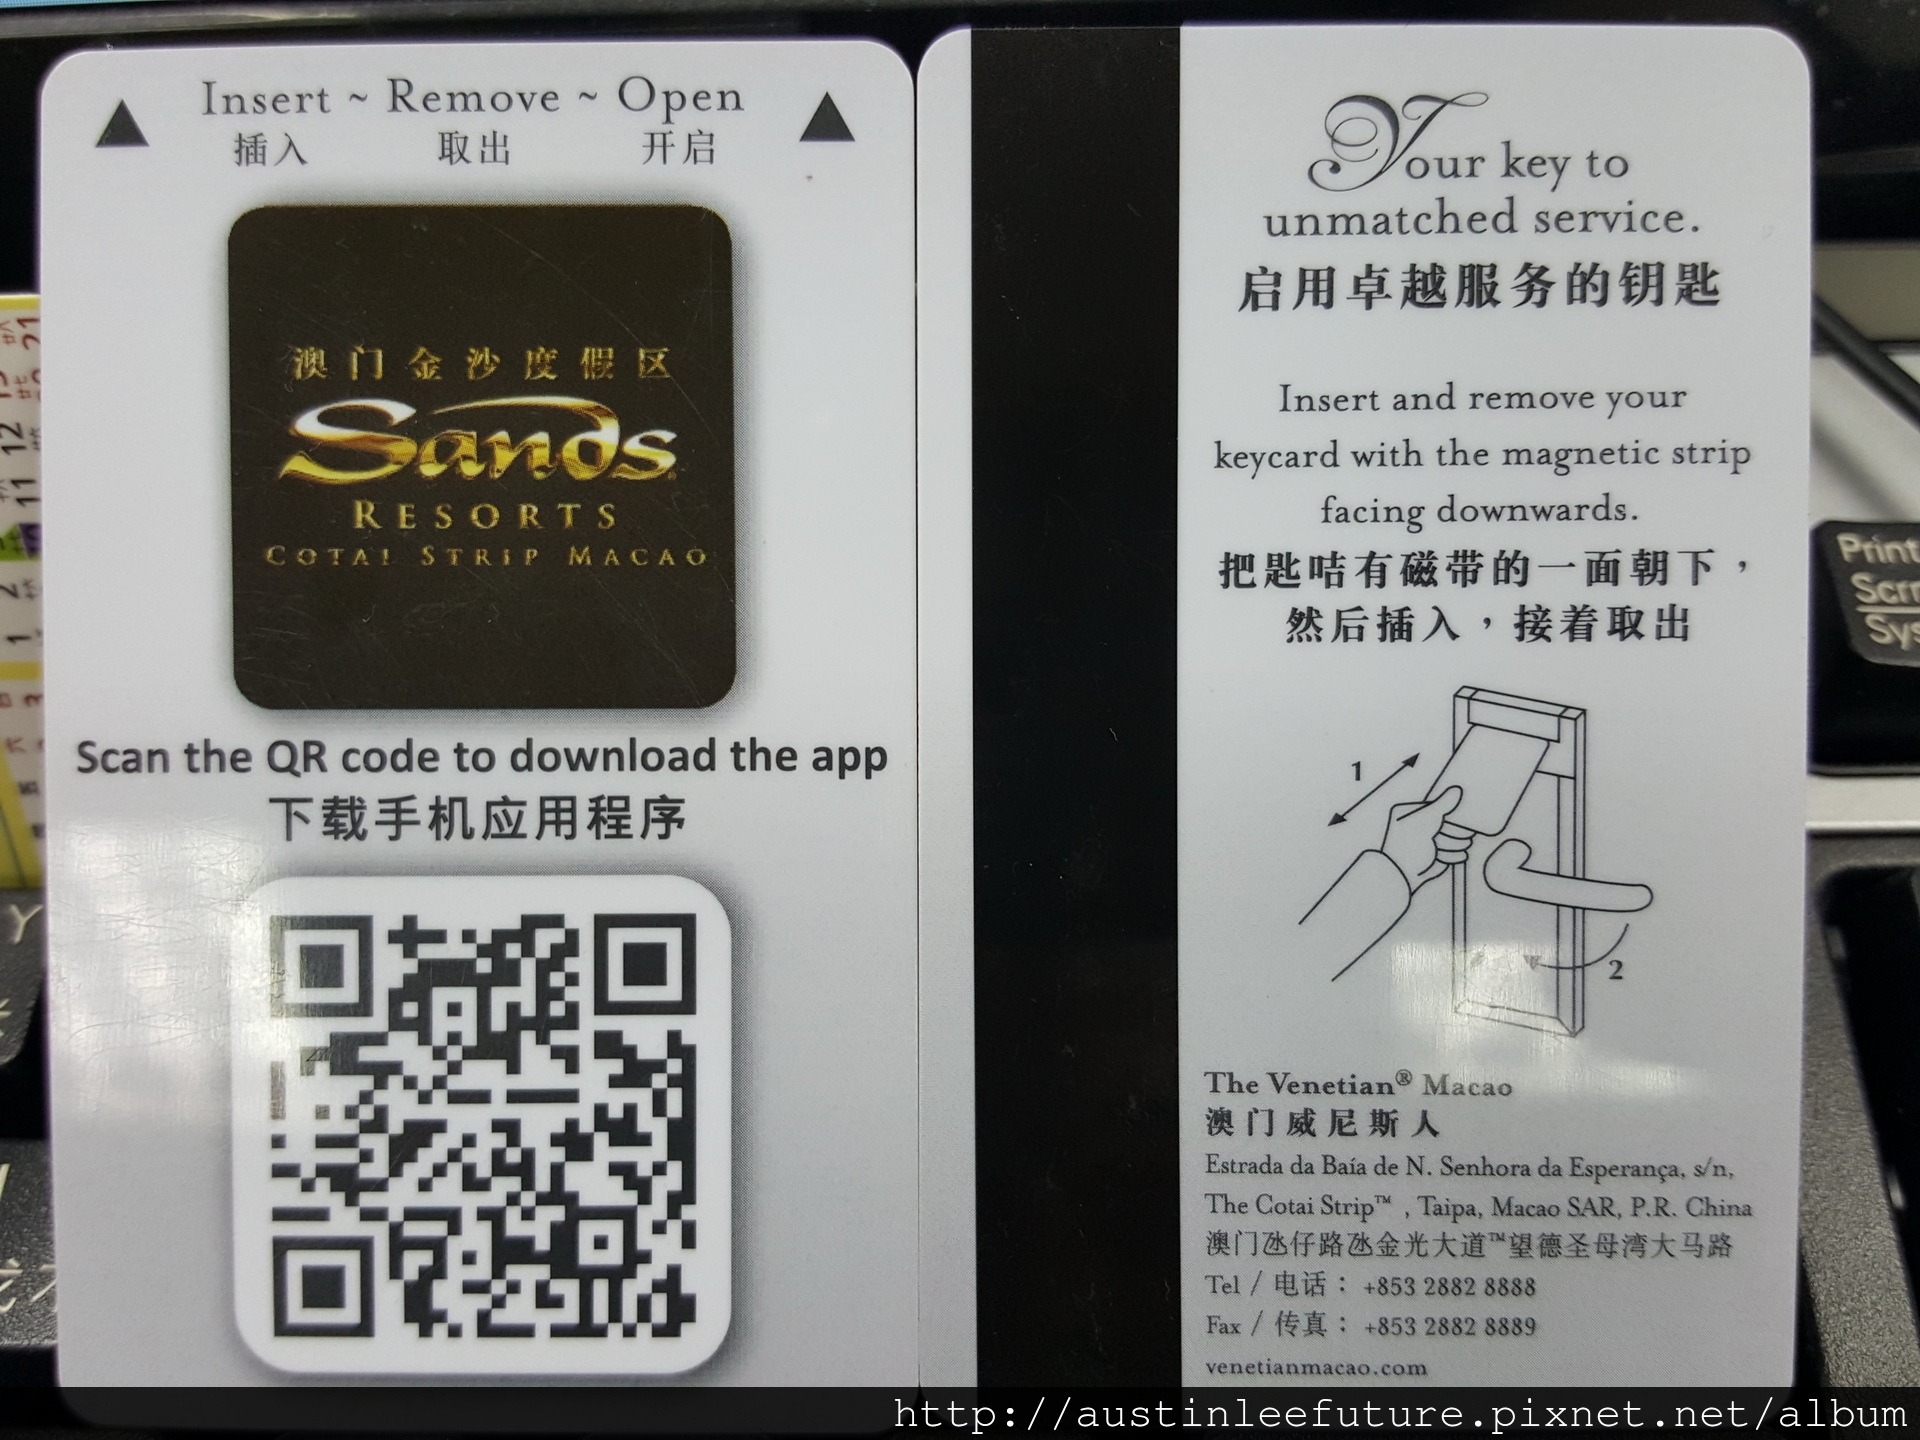 Insert ~ Remove ~ Open
插入 取出 开启
澳门金沙度假区
Sands
RESORTS
COTAI STRIP MACAO
Scan the QR code to download the app
下载手机应用程序
Your key to
unmatched service.
启用卓越服务的钥匙
Insert and remove your
keycard with the magnetic strip
facing downwards.
把匙咭有磁带的一面朝下，
然后插入，接着取出
1
2
The Venetian® Macao
澳门威尼斯人
Estrada da Baía de N. Senhora da Esperança, s/n,
The Cotai Strip™ , Taipa, Macao SAR, P.R. China
澳门氹仔路氹金光大道™望德圣母湾大马路
Tel / 电话： +853 2882 8888
Fax / 传真： +853 2882 8889
venetianmacao.com
Print
21
12
11
2
1
3
Y
http://austinleefuture.pixnet.net/album